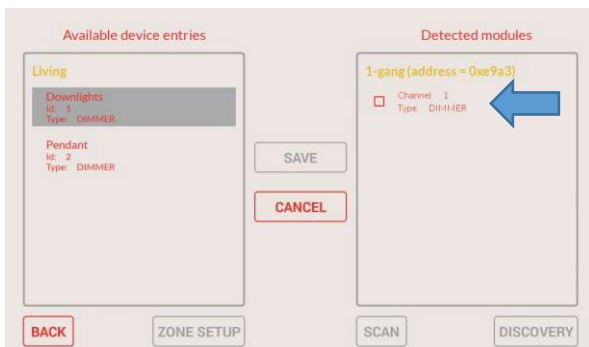 Available device entries
Detected modules
Living
Downlights
Id: 1
Type: DIMMER
Pendant
Id: 2
Type: DIMMER
1-gang (address = 0xe9a3)
Channel 1
Type DIMMER
SAVE
CANCEL
BACK
ZONE SETUP
SCAN
DISCOVERY